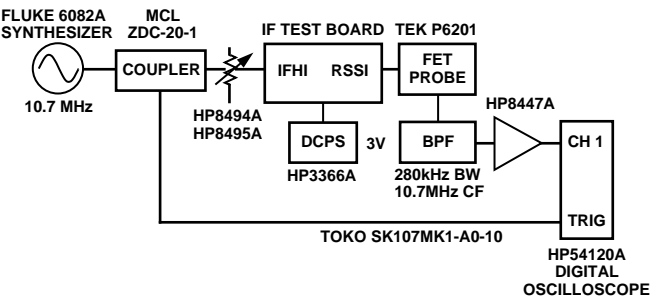 FLUKE 6082A
SYNTHESIZER
10.7 MHz
MCL
ZDC-20-1
COUPLER
HP8494A
HP8495A
IF TEST BOARD
IFHI RSSI
DCPS
3V
HP3366A
TEK P6201
FET
PROBE
BPF
280kHz BW
10.7MHz CF
HP8447A
CH 1
TRIG
TOKO SK107MK1-A0-10
HP54120A
DIGITAL
OSCILLOSCOPE